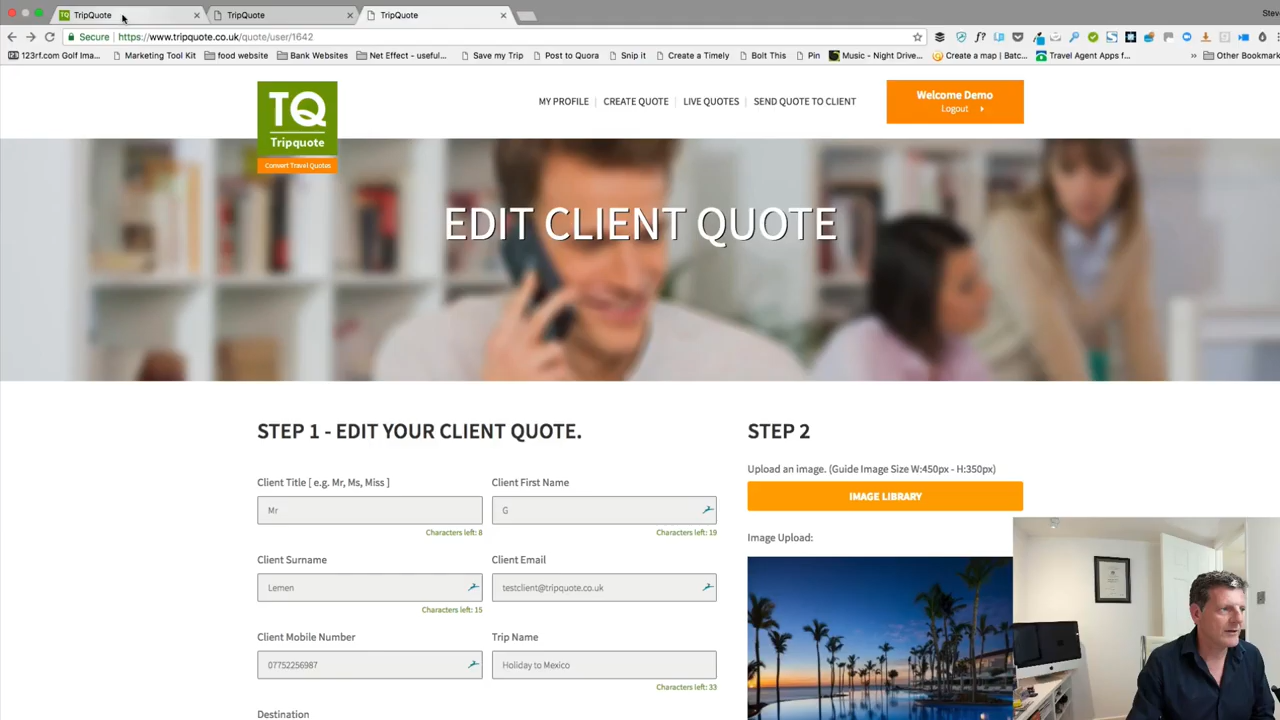 TripQuote
TripQuote
TripQuote
Steve
Secure
https://www.tripquote.co.uk/quote/user/1642
123rf.com Golf Ima...
Marketing Tool Kit
food website
Net Effect - useful...
Save my Trip
Post to Quora
Snip it
Create a Timely
Bolt This
Pin
Music - Night Drive...
Create a map | Batc...
Travel Agent Apps f...
Other Bookmark
TQ
Tripquote
Convert Travel Quotes
MY PROFILE
CREATE QUOTE
LIVE QUOTES
SEND QUOTE TO CLIENT
Welcome Demo
Logout
EDIT CLIENT QUOTE
STEP 1 - EDIT YOUR CLIENT QUOTE.
STEP 2
Client Title [ e.g. Mr, Ms, Miss ]
Client First Name
Upload an image. (Guide Image Size W:450px - H:350px)
Mr
G
IMAGE LIBRARY
Characters left: 8
Characters left: 19
Image Upload:
Client Surname
Client Email
Lemen
testclient@tripquote.co.uk
Characters left: 15
Client Mobile Number
Trip Name
07752256987
Holiday to Mexico
Characters left: 33
Destination